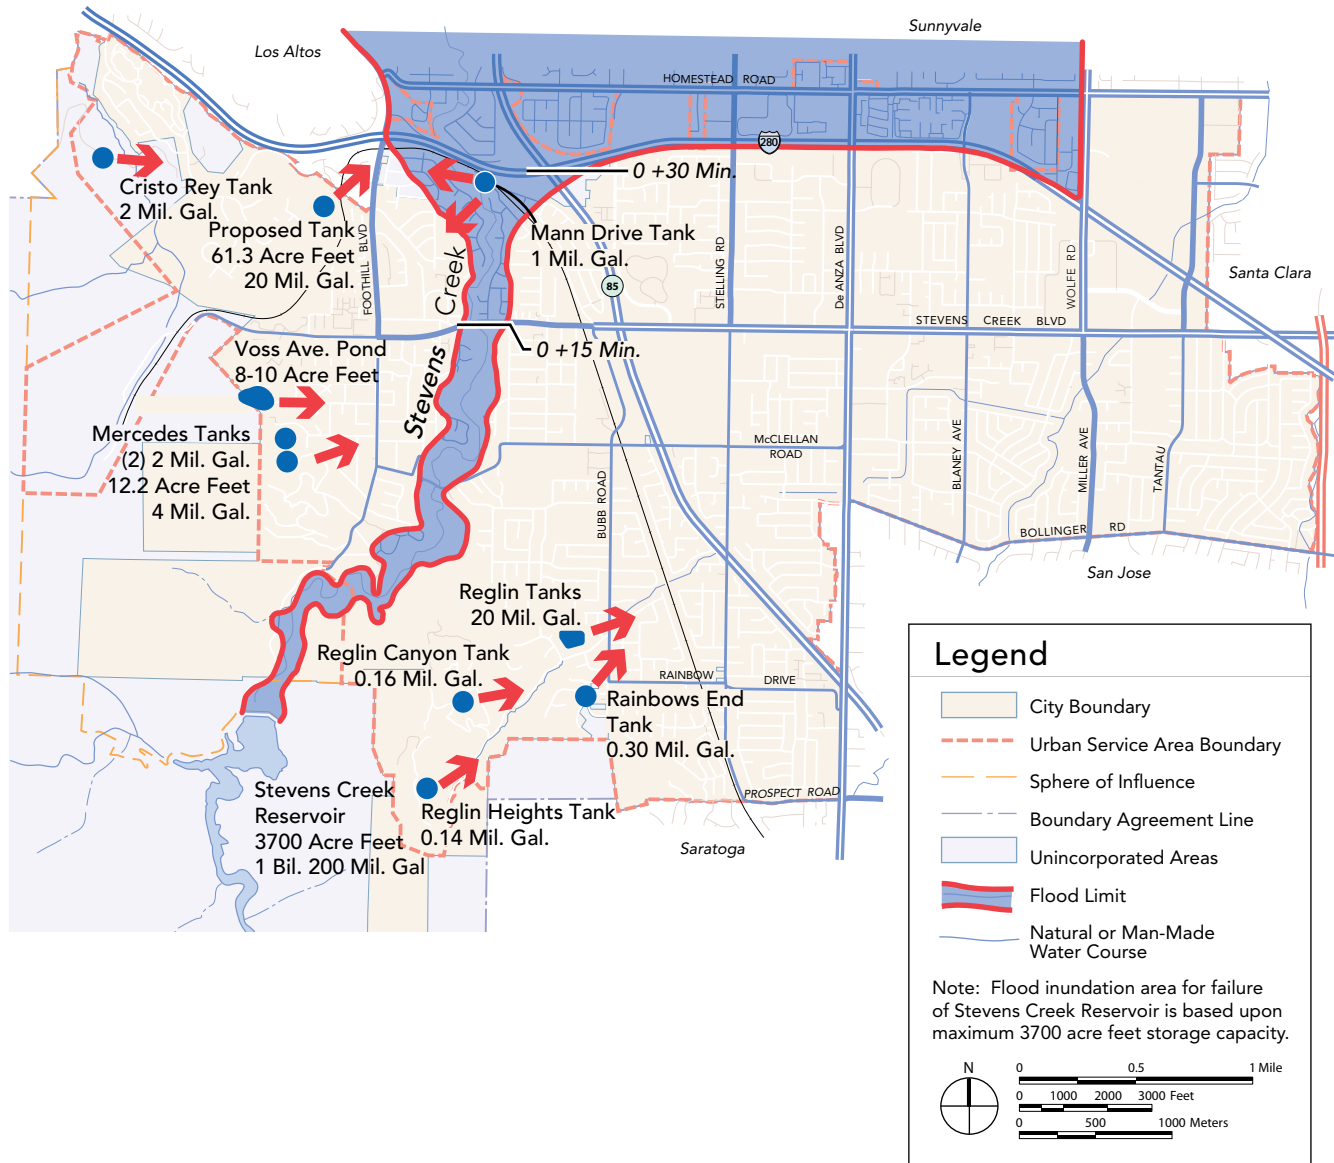 Sunnyvale
Los Altos
HOMESTEAD ROAD
280
0 +30 Min.
Cristo Rey Tank
2 Mil. Gal.
Proposed Tank
61.3 Acre Feet
20 Mil. Gal.
FOOTHILL BLVD
Creek
Stevens
Mann Drive Tank
1 Mil. Gal.
85
STELLING RD
De ANZA BLVD
WOLFE RD
Santa Clara
STEVENS CREEK BLVD
0 +15 Min.
Voss Ave. Pond
8-10 Acre Feet
Mercedes Tanks
(2) 2 Mil. Gal.
12.2 Acre Feet
4 Mil. Gal.
McCLELLAN
ROAD
BUBB ROAD
BLANEY AVE
MILLER AVE
TANTAU
BOLLINGER RD
San Jose
Reglin Tanks
20 Mil. Gal.
Reglin Canyon Tank
0.16 Mil. Gal.
RAINBOW DRIVE
Rainbows End
Tank
0.30 Mil. Gal.
Stevens Creek
Reservoir
3700 Acre Feet
1 Bil. 200 Mil. Gal
Reglin Heights Tank
0.14 Mil. Gal.
PROSPECT ROAD
Saratoga
Legend
City Boundary
Urban Service Area Boundary
Sphere of Influence
Boundary Agreement Line
Unincorporated Areas
Flood Limit
Natural or Man-Made
Water Course
Note: Flood inundation area for failure
of Stevens Creek Reservoir is based upon
maximum 3700 acre feet storage capacity.
N
0 0.5 1 Mile
0 1000 2000 3000 Feet
0 500 1000 Meters